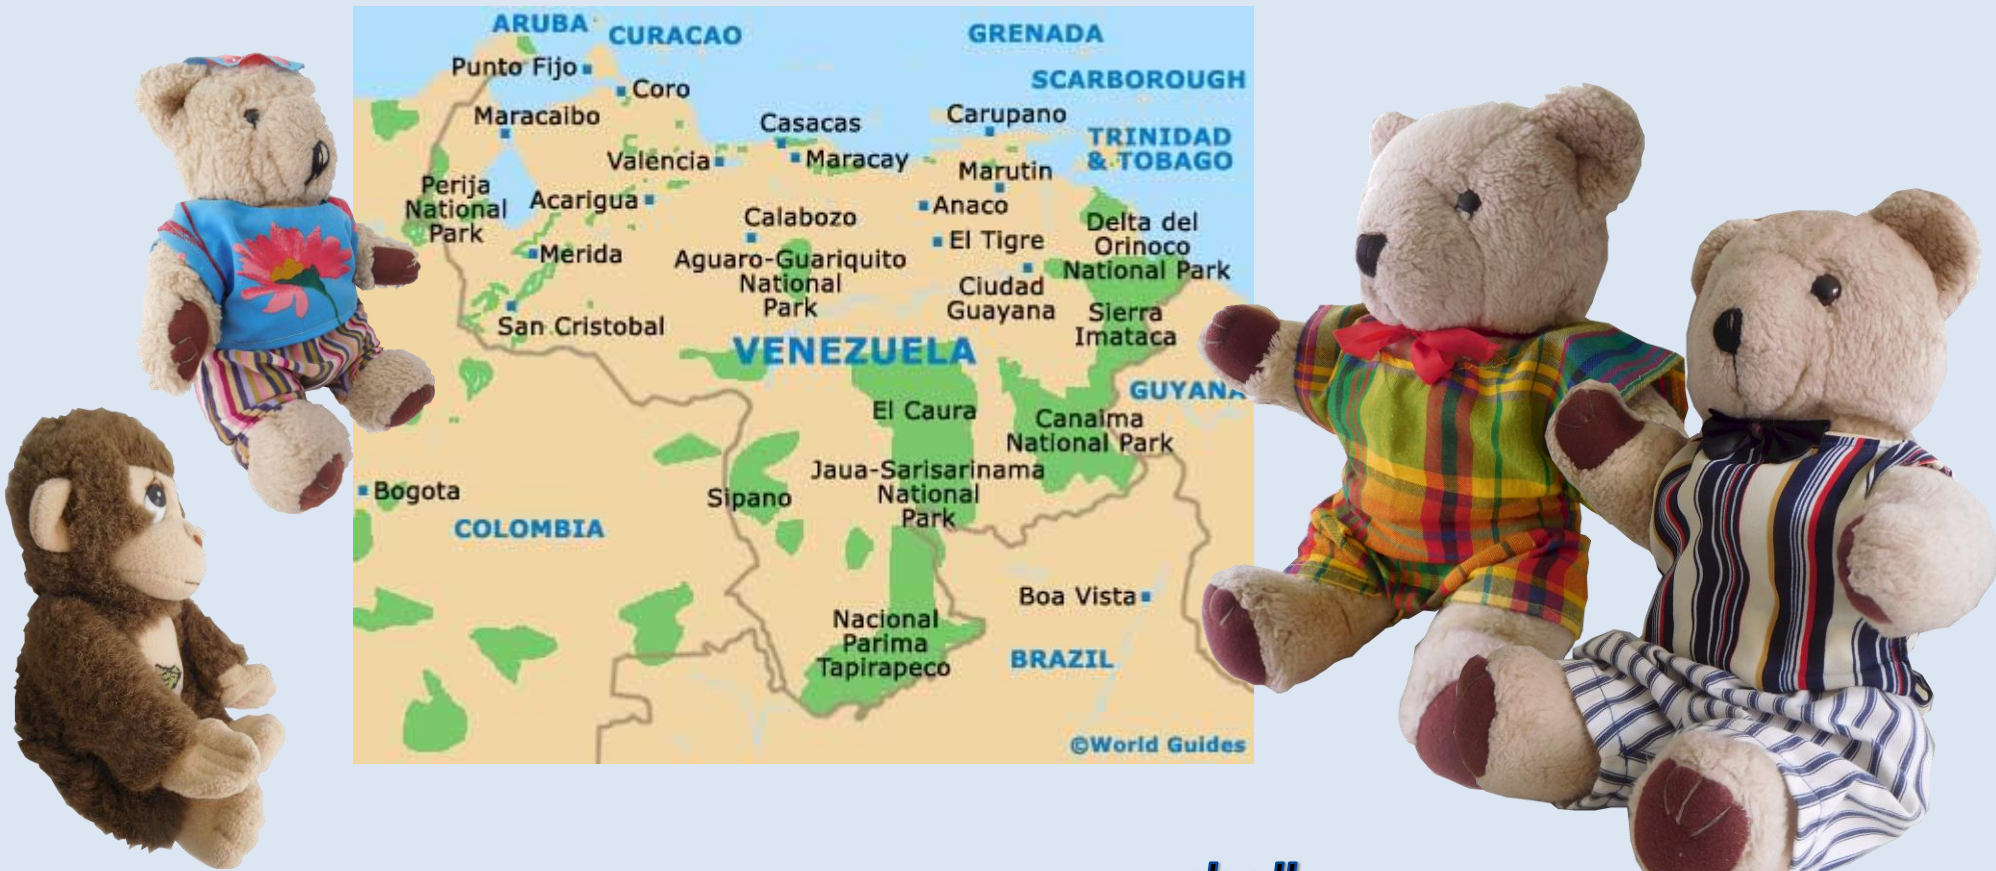 ARUBA
CURACAO
GRENADA
Punto Fijo
SCARBOROUGH
Coro
Maracaibo
Casacas
Carupano
TRINIDAD
& TOBAGO
Valencia
Maracay
Marutin
Perija
National
Park
Acarigua
Anaco
Calabozo
Delta del
Orinoco
National Park
El Tigre
Merida
Aguaro-Guariquito
National
Park
Ciudad
Guayana
Sierra
Imataca
San Cristobal
VENEZUELA
GUYANA
El Caura
Canaima
National Park
Jaua-Sarisarinama
National
Park
Bogota
Sipano
COLOMBIA
Boa Vista
Nacional
Parima
Tapirapeco
BRAZIL
©World Guides